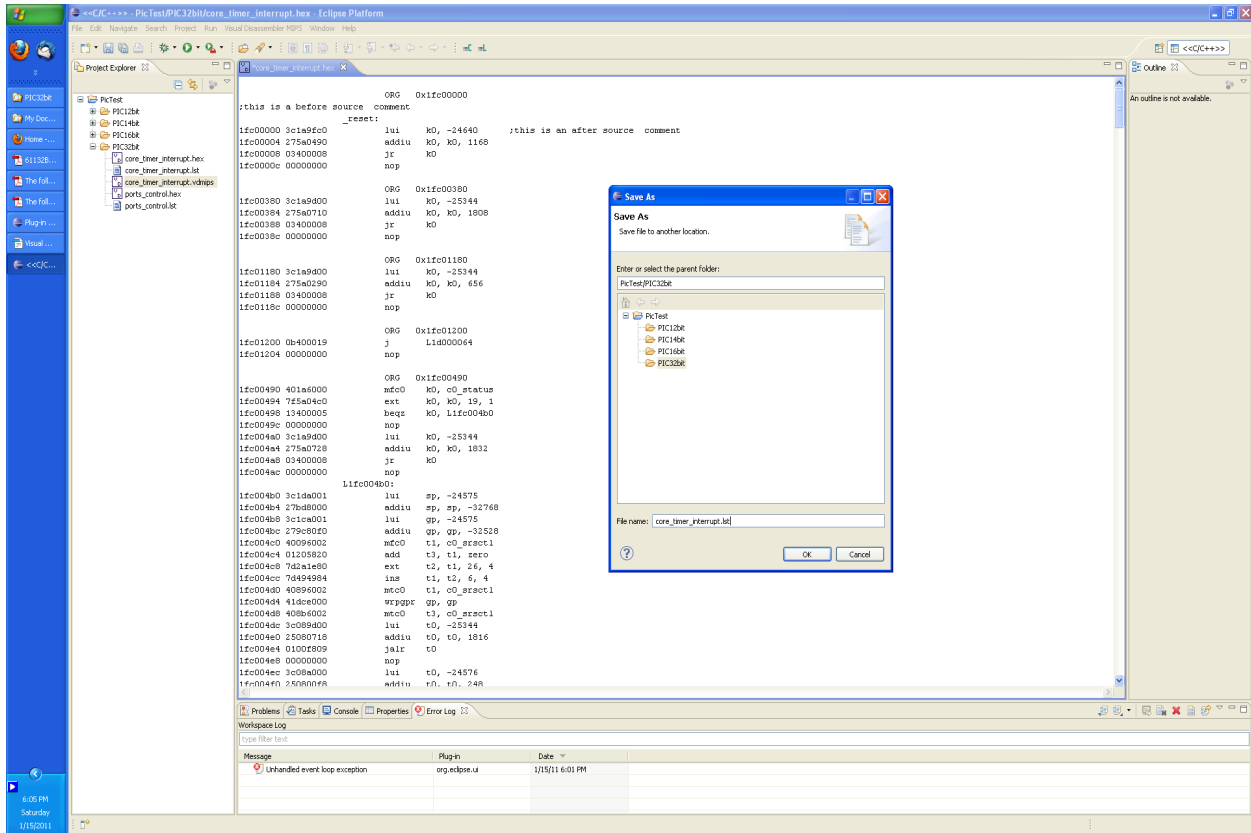 <<C/C++>> - PicTest/PIC32bit/core_timer_interrupt.hex - Eclipse Platform
File Edit Navigate Search Project Run Visual Disassembler MIPS Window Help
<<C/C++>>
PIC32bit
My Doc...
Home -...
61132B...
The foll...
The foll...
Plug-in ...
Visual ...
<<C/C...
6:05 PM
Saturday
1/15/2011
Project Explorer
PicTest
PIC12bit
PIC14bit
PIC16bit
PIC32bit
core_timer_interrupt.hex
core_timer_interrupt.lst
core_timer_interrupt.vdmips
ports_control.hex
ports_control.lst
*core_timer_interrupt.hex
ORG 0x1fc00000
;this is a before source comment
_reset:
1fc00000 3c1a9fc0 lui k0, -24640 ;this is an after source comment
1fc00004 275a0490 addiu k0, k0, 1168
1fc00008 03400008 jr k0
1fc0000c 00000000 nop
ORG 0x1fc00380
1fc00380 3c1a9d00 lui k0, -25344
1fc00384 275a0710 addiu k0, k0, 1808
1fc00388 03400008 jr k0
1fc0038c 00000000 nop
ORG 0x1fc01180
1fc01180 3c1a9d00 lui k0, -25344
1fc01184 275a0290 addiu k0, k0, 656
1fc01188 03400008 jr k0
1fc0118c 00000000 nop
ORG 0x1fc01200
1fc01200 0b400019 j L1d000064
1fc01204 00000000 nop
ORG 0x1fc00490
1fc00490 401a6000 mfc0 k0, c0_status
1fc00494 7f5a04c0 ext k0, k0, 19, 1
1fc00498 13400005 beqz k0, L1fc004b0
1fc0049c 00000000 nop
1fc004a0 3c1a9d00 lui k0, -25344
1fc004a4 275a0728 addiu k0, k0, 1832
1fc004a8 03400008 jr k0
1fc004ac 00000000 nop
L1fc004b0:
1fc004b0 3c1da001 lui sp, -24575
1fc004b4 27bd8000 addiu sp, sp, -32768
1fc004b8 3c1ca001 lui gp, -24575
1fc004bc 279c80f0 addiu gp, gp, -32528
1fc004c0 40096002 mfc0 t1, c0_srsctl
1fc004c4 01205820 add t3, t1, zero
1fc004c8 7d2a1e80 ext t2, t1, 26, 4
1fc004cc 7d494984 ins t1, t2, 6, 4
1fc004d0 40896002 mtc0 t1, c0_srsctl
1fc004d4 41dce000 wrpgpr gp, gp
1fc004d8 408b6002 mtc0 t3, c0_srsctl
1fc004dc 3c089d00 lui t0, -25344
1fc004e0 25080718 addiu t0, t0, 1816
1fc004e4 0100f809 jalr t0
1fc004e8 00000000 nop
1fc004ec 3c08a000 lui t0, -24576
1fc004f0 250800f8 addiu t0, t0, 248
Outline
An outline is not available.
Save As
Save As
Save file to another location.
Enter or select the parent folder:
PicTest/PIC32bit
PicTest
PIC12bit
PIC14bit
PIC16bit
PIC32bit
File name: core_timer_interrupt.lst
OK Cancel
Problems Tasks Console Properties Error Log
Workspace Log
type filter text
Message Plug-in Date
Unhandled event loop exception org.eclipse.ui 1/15/11 6:01 PM